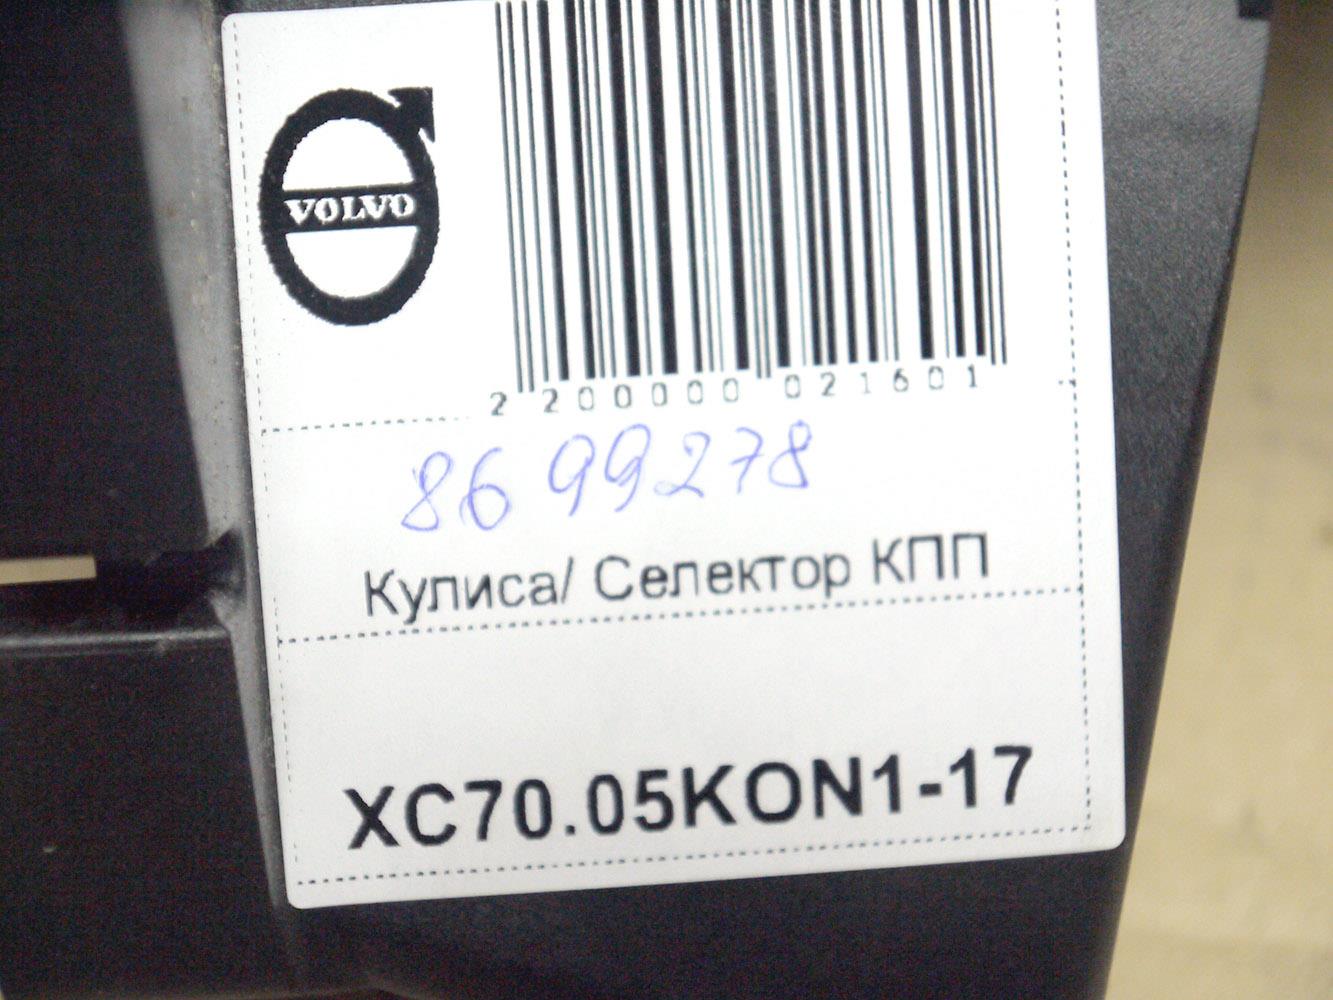 VOLVO
2 200000 021601
8699278
Кулиса/ Селектор КПП
XC70.05KON1-17